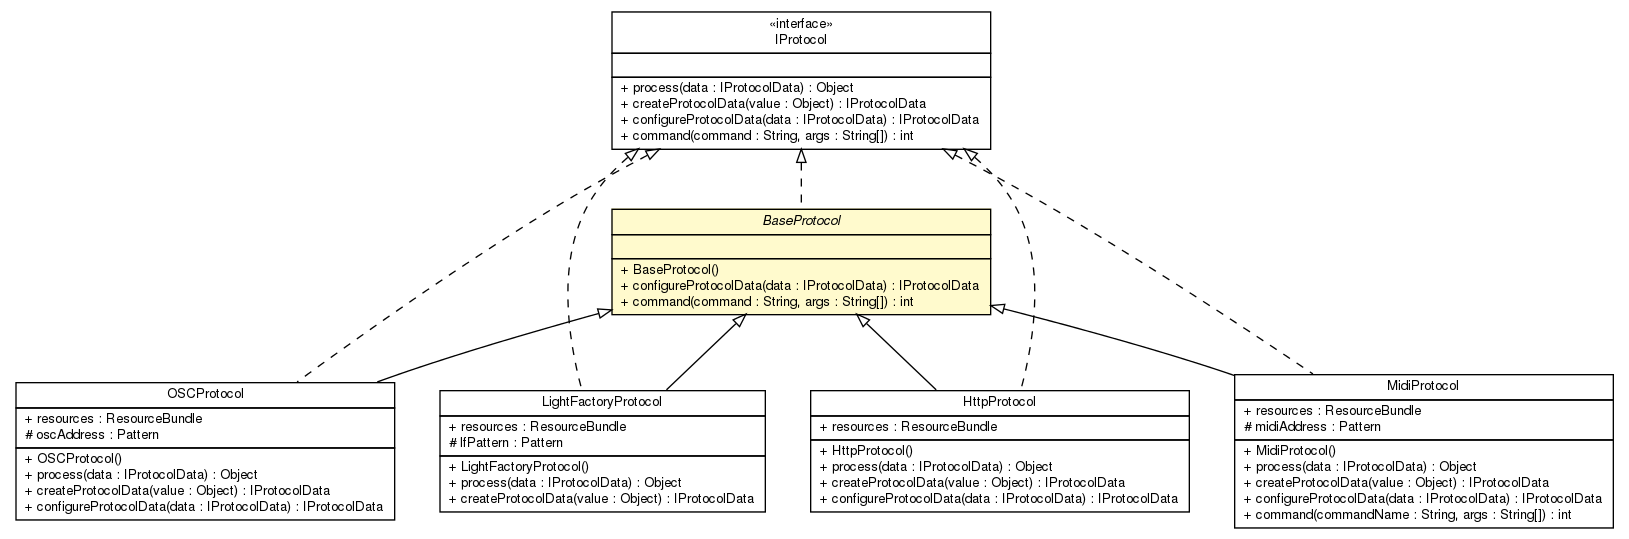 «interface»
IProtocol
+ process(data : IProtocolData) : Object
+ createProtocolData(value : Object) : IProtocolData
+ configureProtocolData(data : IProtocolData) : IProtocolData
+ command(command : String, args : String[]) : int
BaseProtocol
+ BaseProtocol()
+ configureProtocolData(data : IProtocolData) : IProtocolData
+ command(command : String, args : String[]) : int
OSCProtocol
+ resources : ResourceBundle
# oscAddress : Pattern
+ OSCProtocol()
+ process(data : IProtocolData) : Object
+ createProtocolData(value : Object) : IProtocolData
+ configureProtocolData(data : IProtocolData) : IProtocolData
LightFactoryProtocol
+ resources : ResourceBundle
# lfPattern : Pattern
+ LightFactoryProtocol()
+ process(data : IProtocolData) : Object
+ createProtocolData(value : Object) : IProtocolData
HttpProtocol
+ resources : ResourceBundle
+ HttpProtocol()
+ process(data : IProtocolData) : Object
+ createProtocolData(value : Object) : IProtocolData
+ configureProtocolData(data : IProtocolData) : IProtocolData
MidiProtocol
+ resources : ResourceBundle
# midiAddress : Pattern
+ MidiProtocol()
+ process(data : IProtocolData) : Object
+ createProtocolData(value : Object) : IProtocolData
+ configureProtocolData(data : IProtocolData) : IProtocolData
+ command(commandName : String, args : String[]) : int